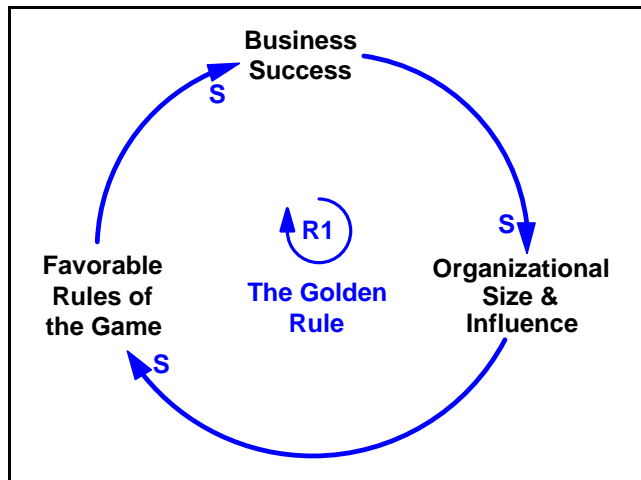 Business
Success
S
S
R1
Favorable
Rules of
the Game
The Golden
Rule
Organizational
Size &
Influence
S